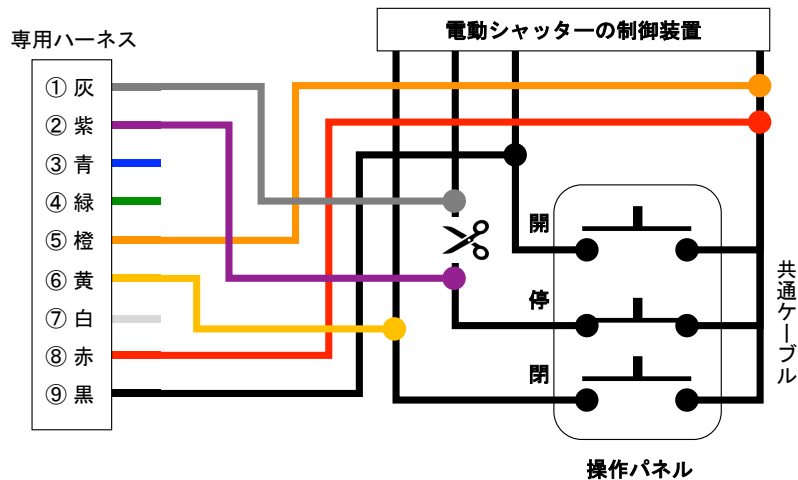 電動シャッターの制御装置
専用ハーネス
① 灰
② 紫
③ 青
④ 緑
⑤ 橙
⑥ 黄
⑦ 白
⑧ 赤
⑨ 黒
開
停
閉
共通ケーブル
操作パネル